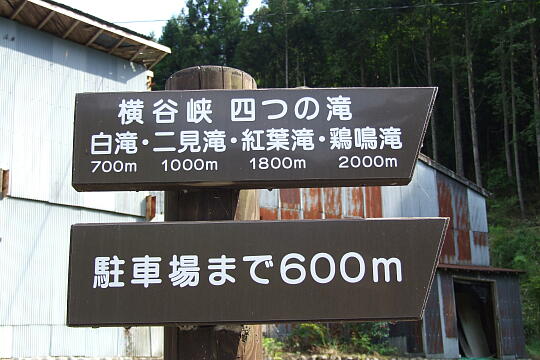 横谷峡 四つの滝
白滝・二見滝・紅葉滝・鶏鳴滝
700m 1000m 1800m 2000m
駐車場まで600m